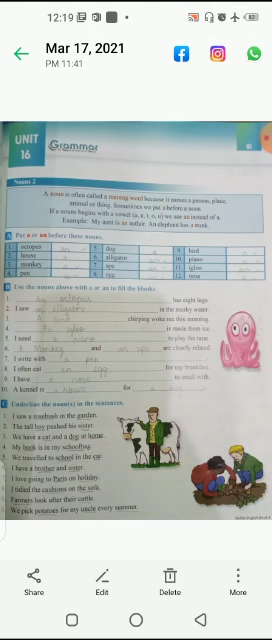 12:19
Mar 17, 2021
PM 11:41
UNIT
16
Grammar
Nouns 2
A noun is often called a naming word because it names a person, place,
animal or thing. Sometimes we put a before a noun.
If a nouns begins with a vowel (a, e, i, o, u) we use an instead of a.
Example: My aunt is an author. An elephant has a trunk.
A Put a or an before these nouns.
1. octopus an 5. dog a 9. bird
2. house a 6. alligator an 10. piano
3. monkey 7. ape 11. igloo an
4. pen 8. egg 12. nose
B Use the nouns above with a or an to fill the blanks.
1. An octopus has eight legs.
2. I saw an alligator in the murky water.
3. A bird chirping woke me this morning.
4. An igloo is made from ice.
5. I need a piano to play the tune.
6. A Monkey and an ape are closely related.
7. I write with a pen
8. I often eat an egg for my breakfast.
9. I have a nose to smell with.
10. A kennel is a house for
C Underline the noun(s) in the sentences.
1. I saw a rosebush in the garden.
2. The tall boy pushed his sister.
3. We have a cat and a dog at home.
4. My book is in my schoolbag.
5. We travelled to school in the car.
I have a brother and sister.
I love going to Paris on holiday.
I tidied the cushions on the sofa.
Farmers look after their cattle.
We pick potatoes for my uncle every summer.
Share
Edit
Delete
More